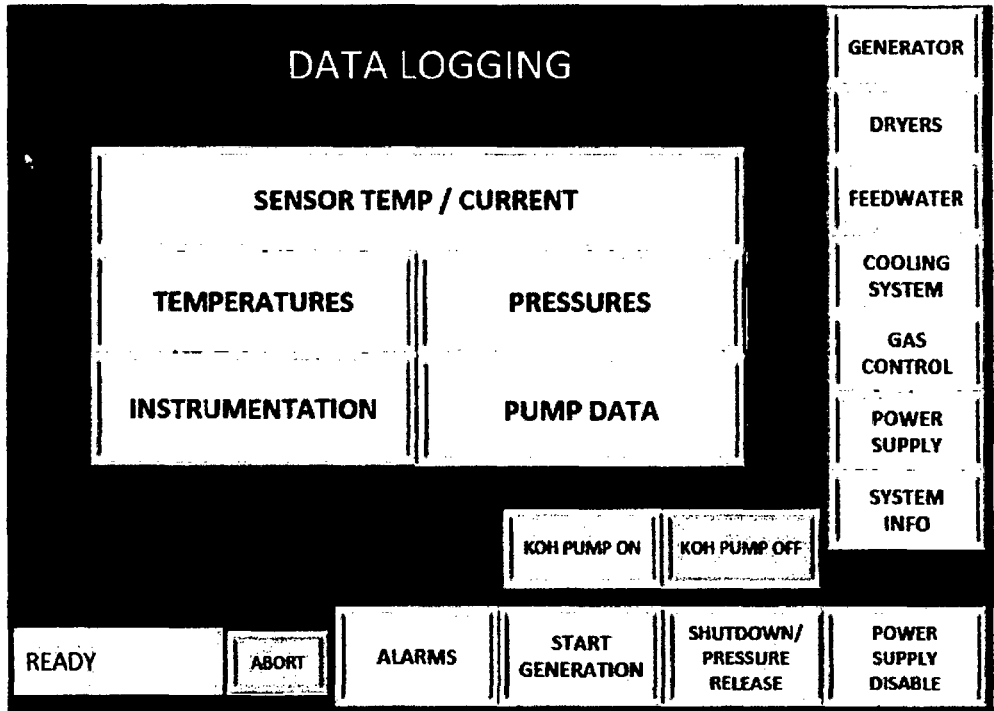 DATA LOGGING
SENSOR TEMP / CURRENT
TEMPERATURES
PRESSURES
INSTRUMENTATION
PUMP DATA
GENERATOR
DRYERS
FEEDWATER
COOLING
SYSTEM
GAS
CONTROL
POWER
SUPPLY
SYSTEM
INFO
KOH PUMP ON
KOH PUMP OFF
READY
ABORT
ALARMS
START
GENERATION
SHUTDOWN/
PRESSURE
RELEASE
POWER
SUPPLY
DISABLE